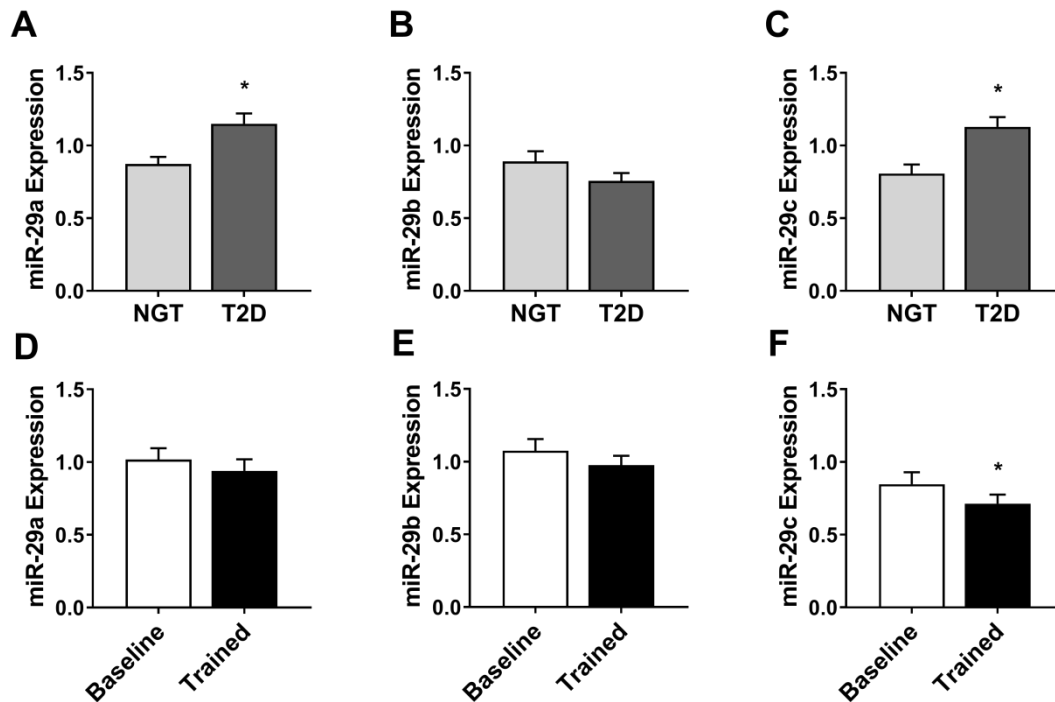 A
miR-29a Expression
1.5
1.0
0.5
0.0
*
NGT T2D
B
miR-29b Expression
1.5
1.0
0.5
0.0
NGT T2D
C
miR-29c Expression
1.5
1.0
0.5
0.0
*
NGT T2D
D
miR-29a Expression
1.5
1.0
0.5
0.0
Baseline Trained
E
miR-29b Expression
1.5
1.0
0.5
0.0
Baseline Trained
F
miR-29c Expression
1.5
1.0
0.5
0.0
*
Baseline Trained